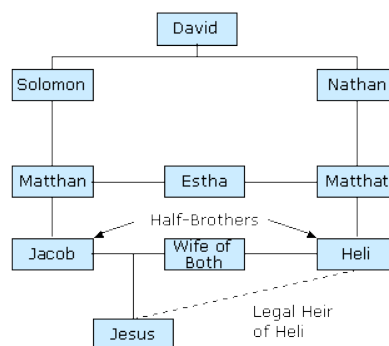 David
Solomon
Nathan
Matthan
Estha
Matthat
Half-Brothers
Jacob
Wife of
Both
Heli
Legal Heir
of Heli
Jesus